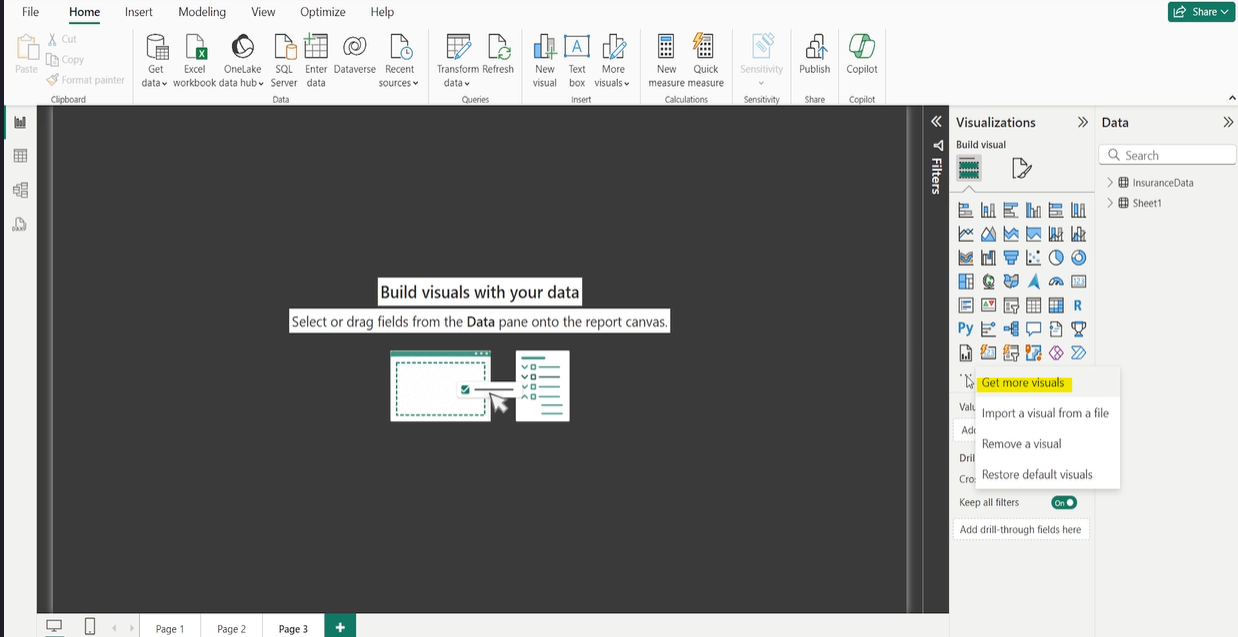 File Home Insert Modeling View Optimize Help Share
Paste Cut
Copy
Format painter
Clipboard
Get data
Excel workbook
OneLake data hub
SQL Server
Enter data
Dataverse
Recent sources
Data
Transform data
Refresh
Queries
New visual
Text box
A
More visuals
Insert
New measure
Quick measure
Calculations
Sensitivity
Sensitivity
Publish
Share
Copilot
Copilot
Build visuals with your data
Select or drag fields from the Data pane onto the report canvas.
Filters
Visualizations
Build visual
123
R
Py
Get more visuals
Import a visual from a file
Remove a visual
Restore default visuals
Keep all filters On
Add drill-through fields here
Data
Search
InsuranceData
Sheet1
Page 1 Page 2 Page 3 +